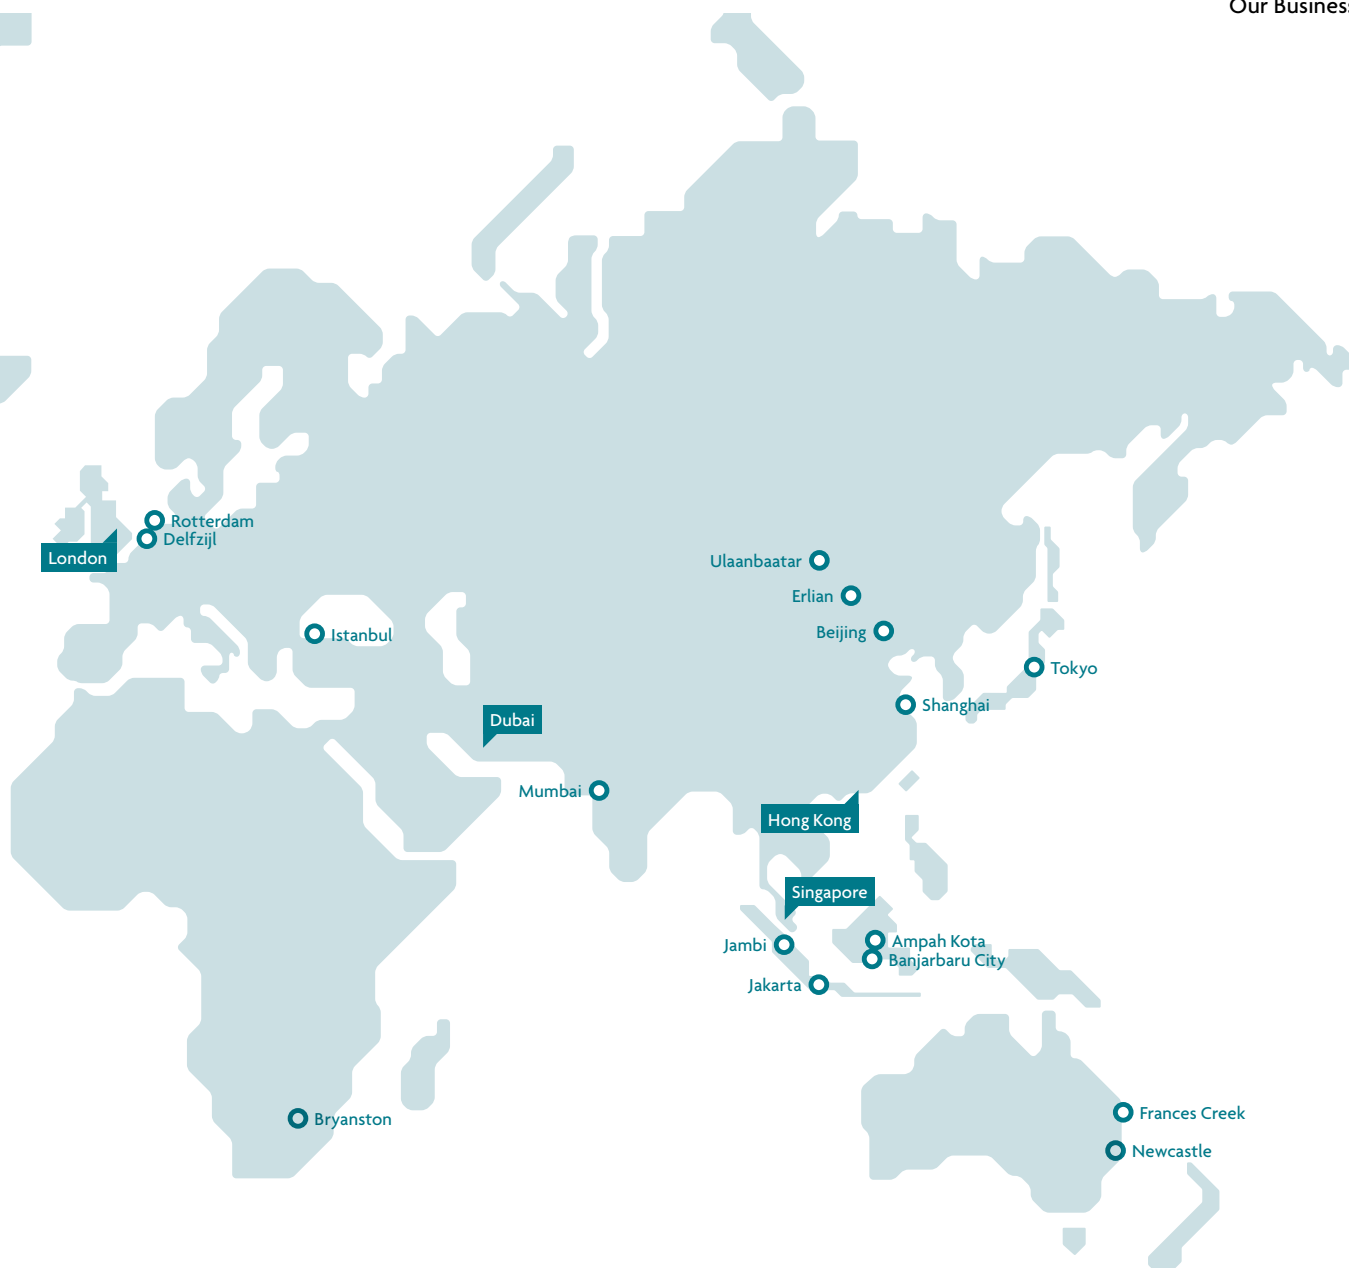 Our Business
Rotterdam
Delfzijl
London
Ulaanbaatar
Erlian
Beijing
Istanbul
Tokyo
Shanghai
Dubai
Mumbai
Hong Kong
Singapore
Jambi
Ampah Kota
Banjarbaru City
Jakarta
Bryanston
Frances Creek
Newcastle